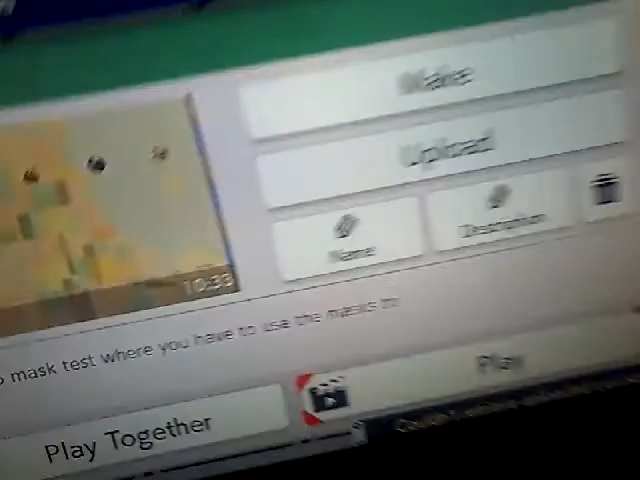 Make
Upload
Name
Description
10:33
mask test where you have to use the masks to
Play
Play Together